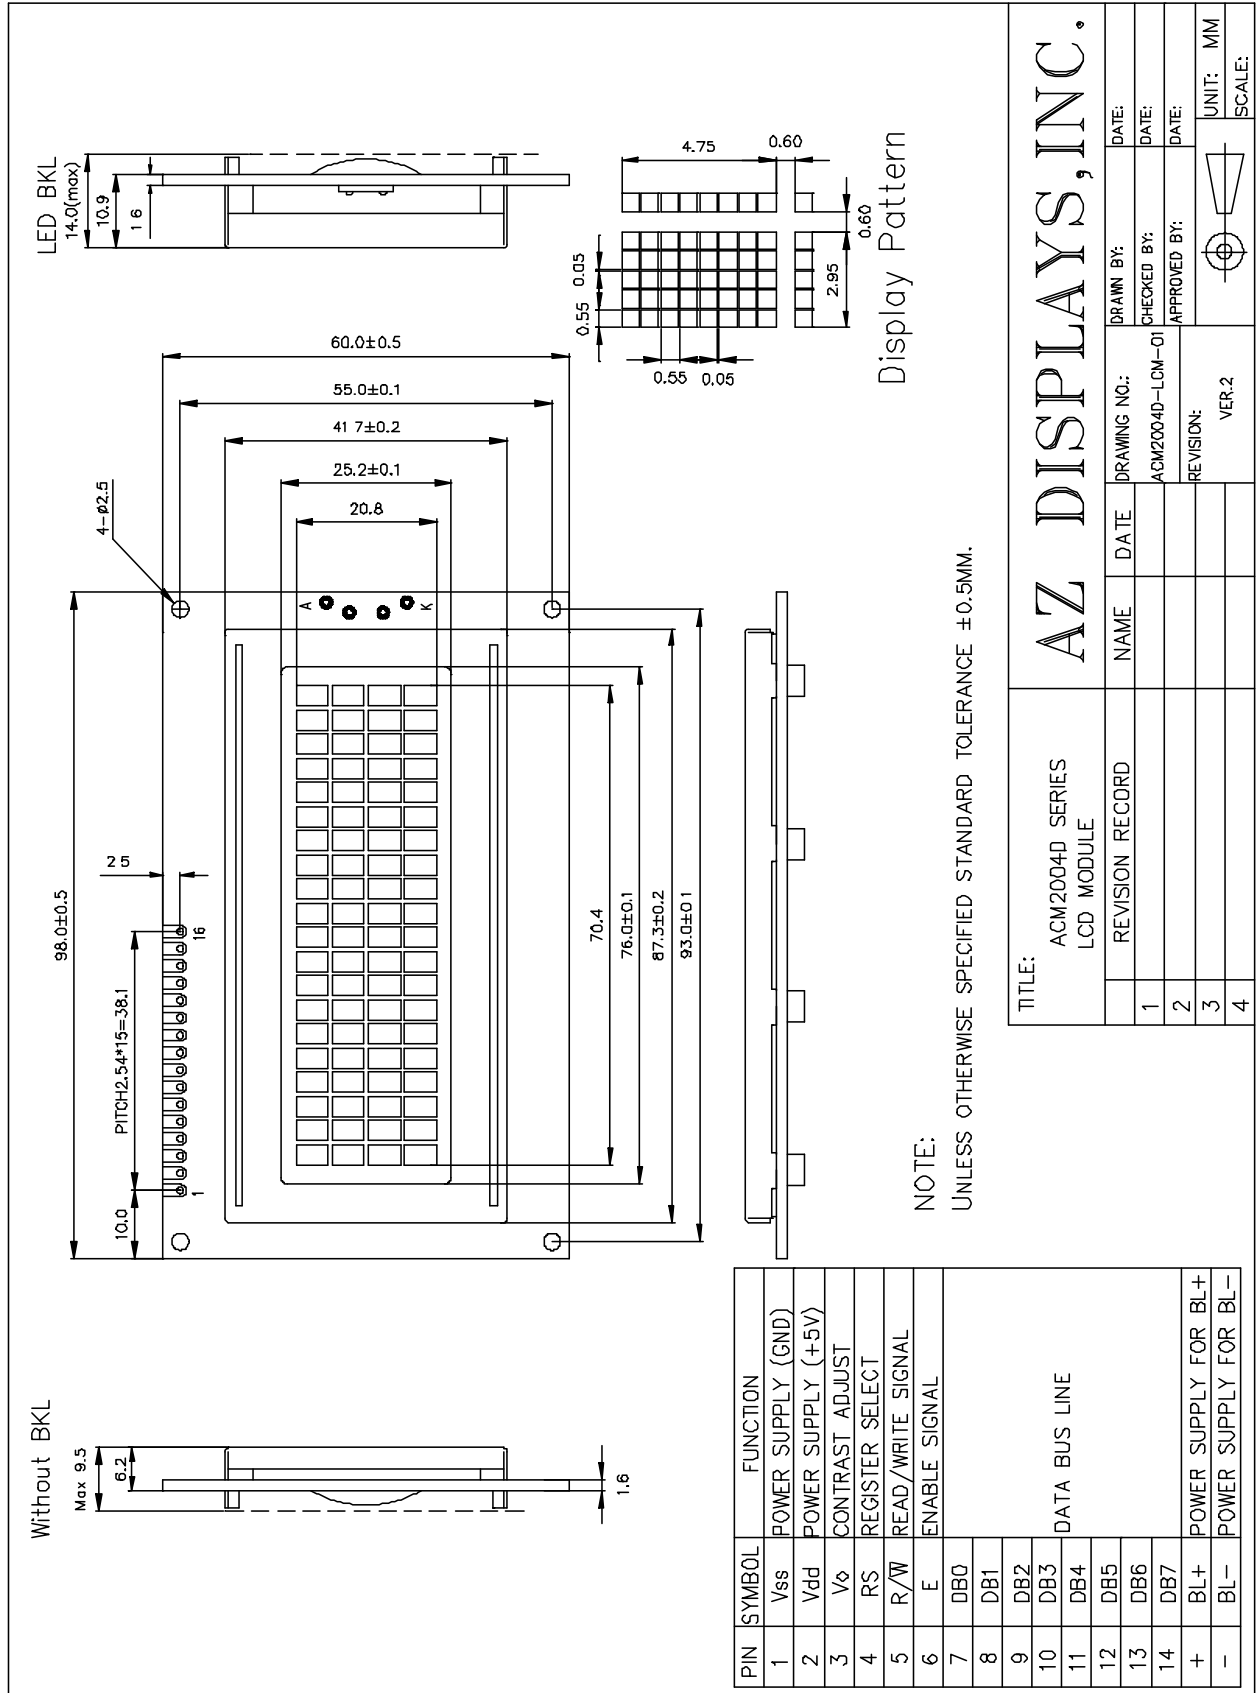 Without BKL
Max 9.5
6.2
1.6
98.0±0.5
10.0
PITCH2.54*15=38.1
2 5
4-Ø2.5
1
16
60.0±0.5
55.0±0.1
41 7±0.2
25.2±0.1
20.8
A
K
70.4
76.0±0.1
87.3±0.2
93.0±0 1
LED BKL
14.0(max)
10.9
1 6
0.55
0.05
4.75
0.60
0.60
2.95
0.55
0.05
Display Pattern
NOTE:
UNLESS OTHERWISE SPECIFIED STANDARD TOLERANCE ±0.5MM.
PIN SYMBOL FUNCTION
1 Vss POWER SUPPLY (GND)
2 Vdd POWER SUPPLY (+5V)
3 Vo CONTRAST ADJUST
4 RS REGISTER SELECT
5 R/W̅ READ/WRITE SIGNAL
6 E ENABLE SIGNAL
7 DB0
8 DB1
9 DB2
10 DB3 DATA BUS LINE
11 DB4
12 DB5
13 DB6
14 DB7
+ BL+ POWER SUPPLY FOR BL+
- BL- POWER SUPPLY FOR BL-
TITLE:
ACM2004D SERIES
LCD MODULE
AZ DISPLAYS,INC.
REVISION RECORD NAME DATE
1
2
3
4
DRAWING NO.:
ACM2004D-LCM-01
REVISION:
VER.2
DRAWN BY: DATE:
CHECKED BY: DATE:
APPROVED BY: DATE:
UNIT: MM
SCALE: